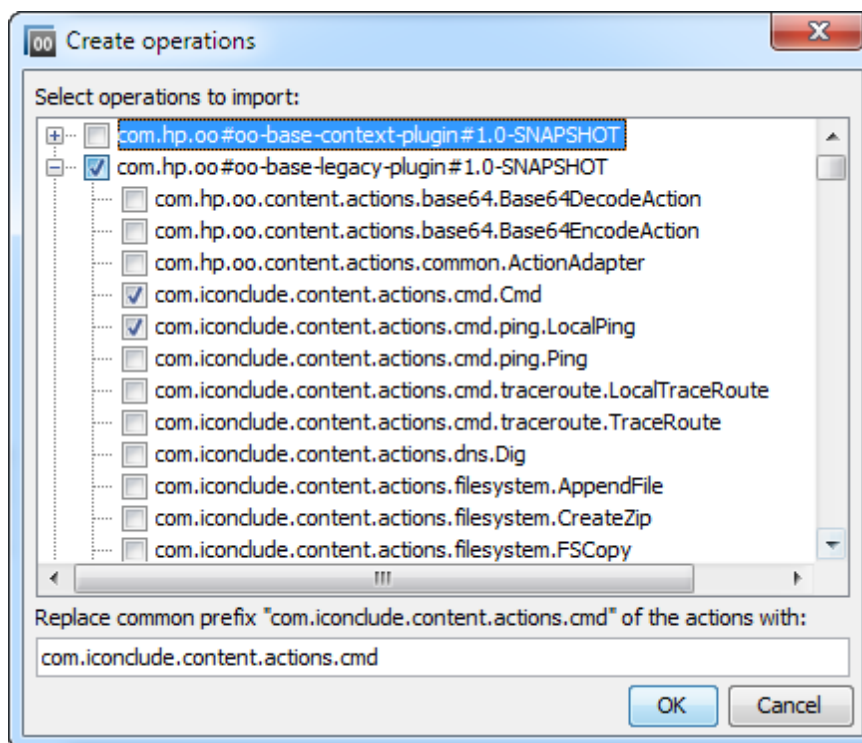 Create operations
Select operations to import:
com.hp.oo#oo-base-context-plugin#1.0-SNAPSHOT
com.hp.oo#oo-base-legacy-plugin#1.0-SNAPSHOT
com.hp.oo.content.actions.base64.Base64DecodeAction
com.hp.oo.content.actions.base64.Base64EncodeAction
com.hp.oo.content.actions.common.ActionAdapter
com.iconclude.content.actions.cmd.Cmd
com.iconclude.content.actions.cmd.ping.LocalPing
com.iconclude.content.actions.cmd.ping.Ping
com.iconclude.content.actions.cmd.traceroute.LocalTraceRoute
com.iconclude.content.actions.cmd.traceroute.TraceRoute
com.iconclude.content.actions.dns.Dig
com.iconclude.content.actions.filesystem.AppendFile
com.iconclude.content.actions.filesystem.CreateZip
com.iconclude.content.actions.filesystem.FSCopy
Replace common prefix "com.iconclude.content.actions.cmd" of the actions with:
com.iconclude.content.actions.cmd
OK Cancel